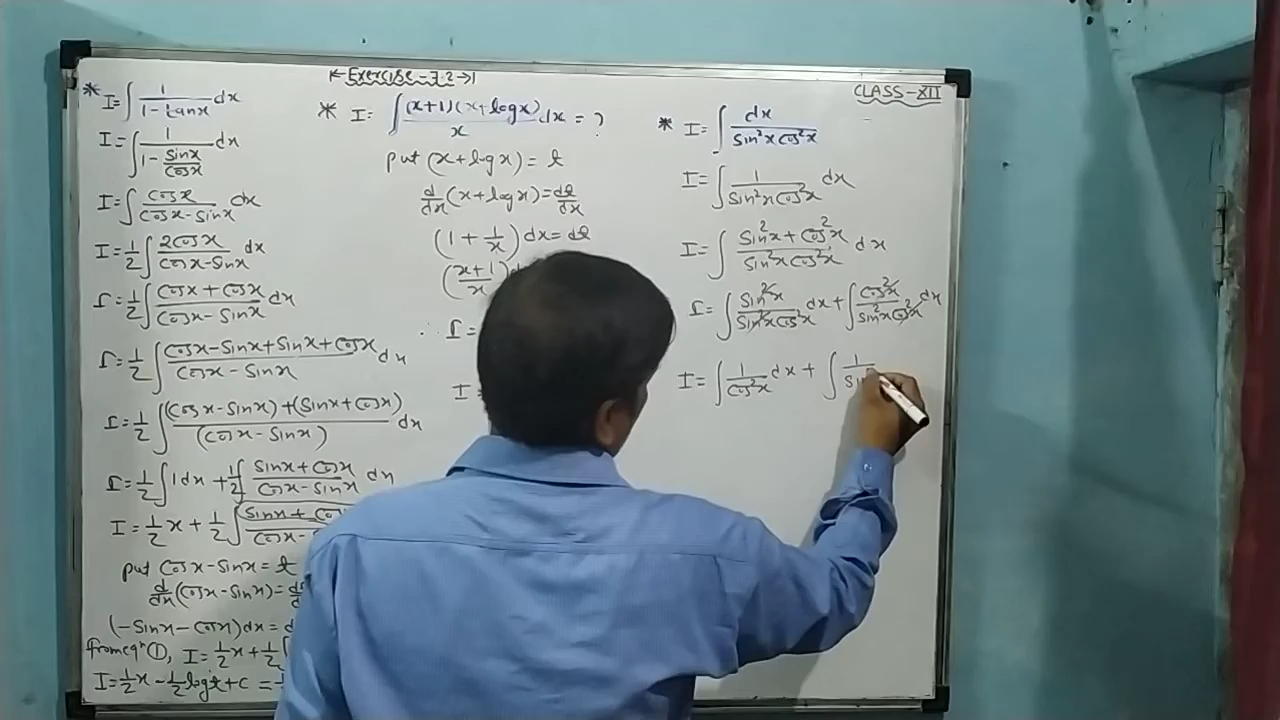 Exercise - 7.2
CLASS - XII
* I = ∫ 1/(1 - tanx) dx
I = ∫ 1/(1 - sinx/cosx) dx
I = ∫ cosx/(cosx - sinx) dx
I = 1/2 ∫ 2cosx/(cosx - sinx) dx
I = 1/2 ∫ (cosx + cosx)/(cosx - sinx) dx
I = 1/2 ∫ (cosx - sinx + sinx + cosx)/(cosx - sinx) dx
I = 1/2 ∫ ((cosx - sinx) + (sinx + cosx))/(cosx - sinx) dx
I = 1/2 ∫ 1dx + 1/2 ∫ (sinx + cosx)/(cosx - sinx) dx
I = 1/2 x + 1/2 ∫ (sinx +
put cosx - sinx = t
d/dx (cosx - sinx) =
(-sinx - cosx) dx =
from eqn ①, I = 1/2 x + 1/2
I = 1/2 x - 1/2 log t + c =
* I = ∫ (x+1)(x+logx)/x dx = ?
put (x + logx) = t
d/dx (x + logx) = dt/dx
(1 + 1/x) dx = dt
((x+1)/x)
∴ I =
I =
* I = ∫ dx/(sin²x cos²x)
I = ∫ 1/(sin²x cos²x) dx
I = ∫ (sin²x + cos²x)/(sin²x cos²x) dx
I = ∫ sin²x/(sin²x cos²x) dx + ∫ cos²x/(sin²x cos²x) dx
I = ∫ 1/cos²x dx + ∫ 1/sin